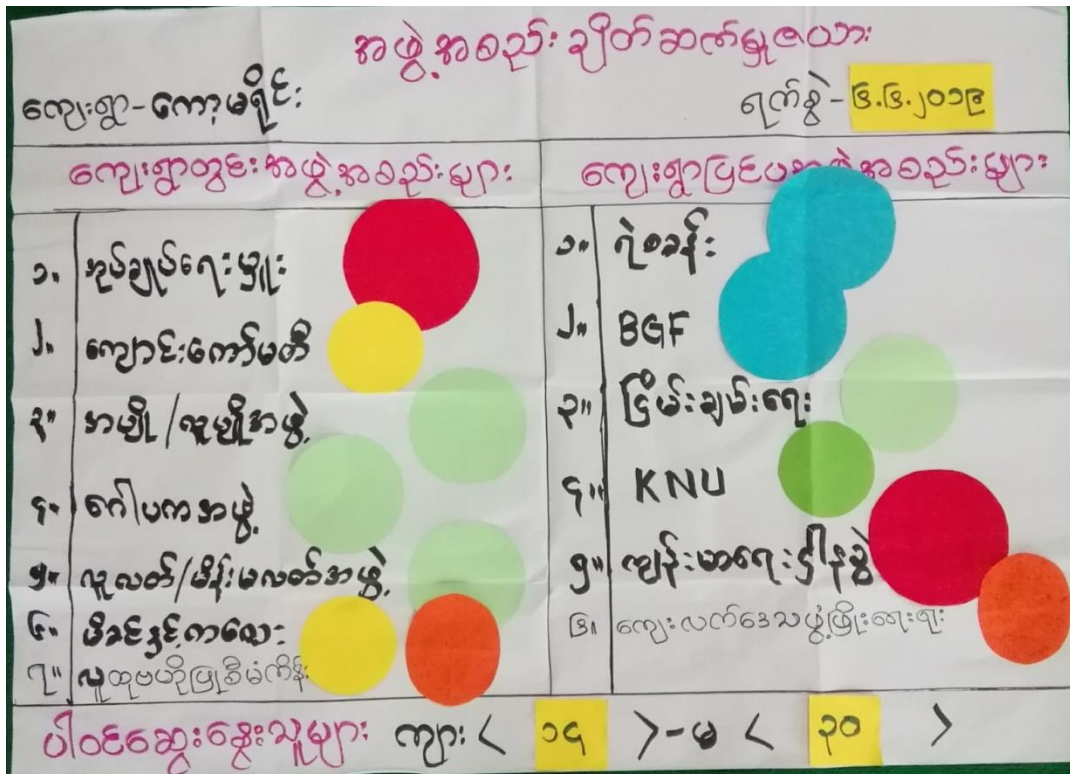 အဖွဲ့အစည်းချိတ်ဆက်မှုဇယား
ကျေးရွာ-ကော့မရိုင်း
ရက်စွဲ- ၆.၆.၂၀၁၉
ကျေးရွာတွင်းအဖွဲ့အစည်းများ
၁။ အုပ်ချုပ်ရေးမှူး
၂။ ကျောင်းကော်မတီ
၃။ အပျို/လူပျိုအဖွဲ့
၄။ ဂေါပကအဖွဲ့
၅။ လူလတ်/မိန်းမလတ်အဖွဲ့
၆။ မိခင်နှင့်ကလေး
၇။ လူထုဗဟိုပြုစီမံကိန်း
ကျေးရွာပြင်ပအဖွဲ့အစည်းများ
၁။ ရဲစခန်း
၂။ BGF
၃။ ငြိမ်းချမ်းရေး
၄။ KNU
၅။ ကျန်းမာရေးဌါနခွဲ
၆။ ကျေးလက်ဒေသဖွံ့ဖြိုးရေးရုံး
ပါဝင်ဆွေးနွေးသူများ ကျား < ၁၄ >-မ < ၃၀ >